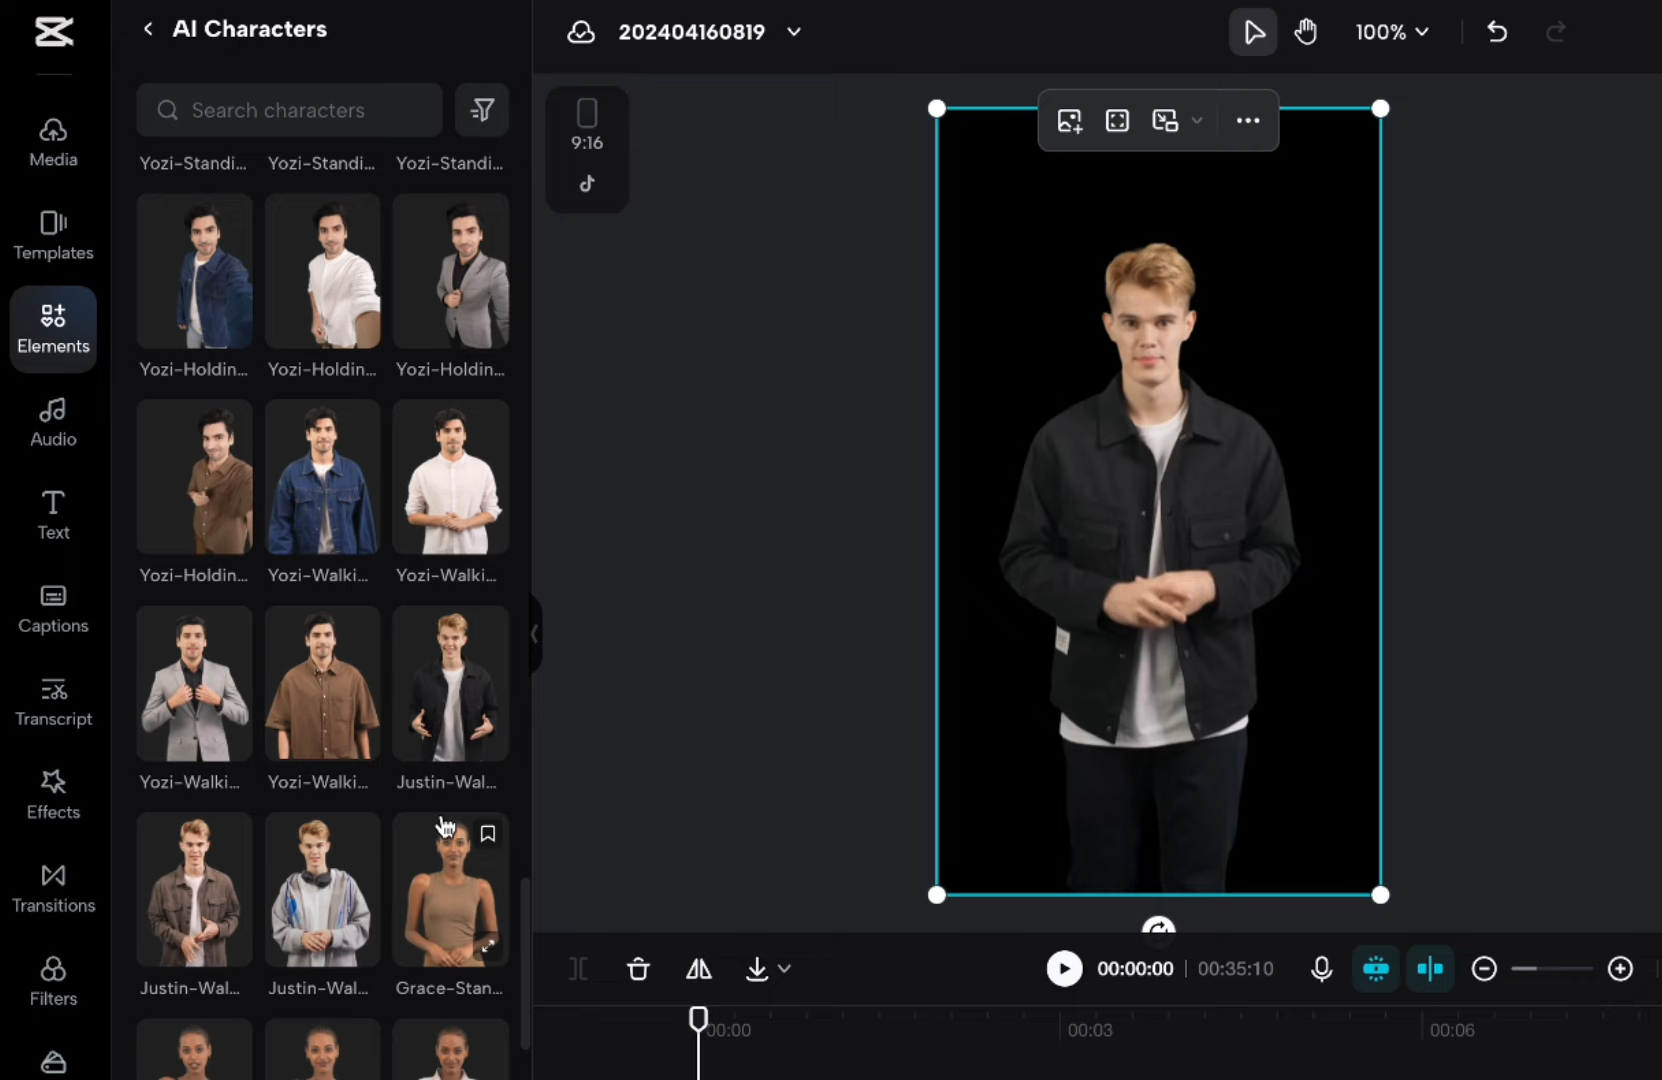 AI Characters
202404160819
100%
Search characters
9:16
Media
Templates
Elements
Audio
Text
Captions
Transcript
Effects
Transitions
Filters
Yozi-Standi...
Yozi-Standi...
Yozi-Standi...
Yozi-Holdin...
Yozi-Holdin...
Yozi-Holdin...
Yozi-Holdin...
Yozi-Walki...
Yozi-Walki...
Yozi-Walki...
Yozi-Walki...
Justin-Wal...
Justin-Wal...
Justin-Wal...
Grace-Stan...
00:00:00 | 00:35:10
00:00
00:03
00:06